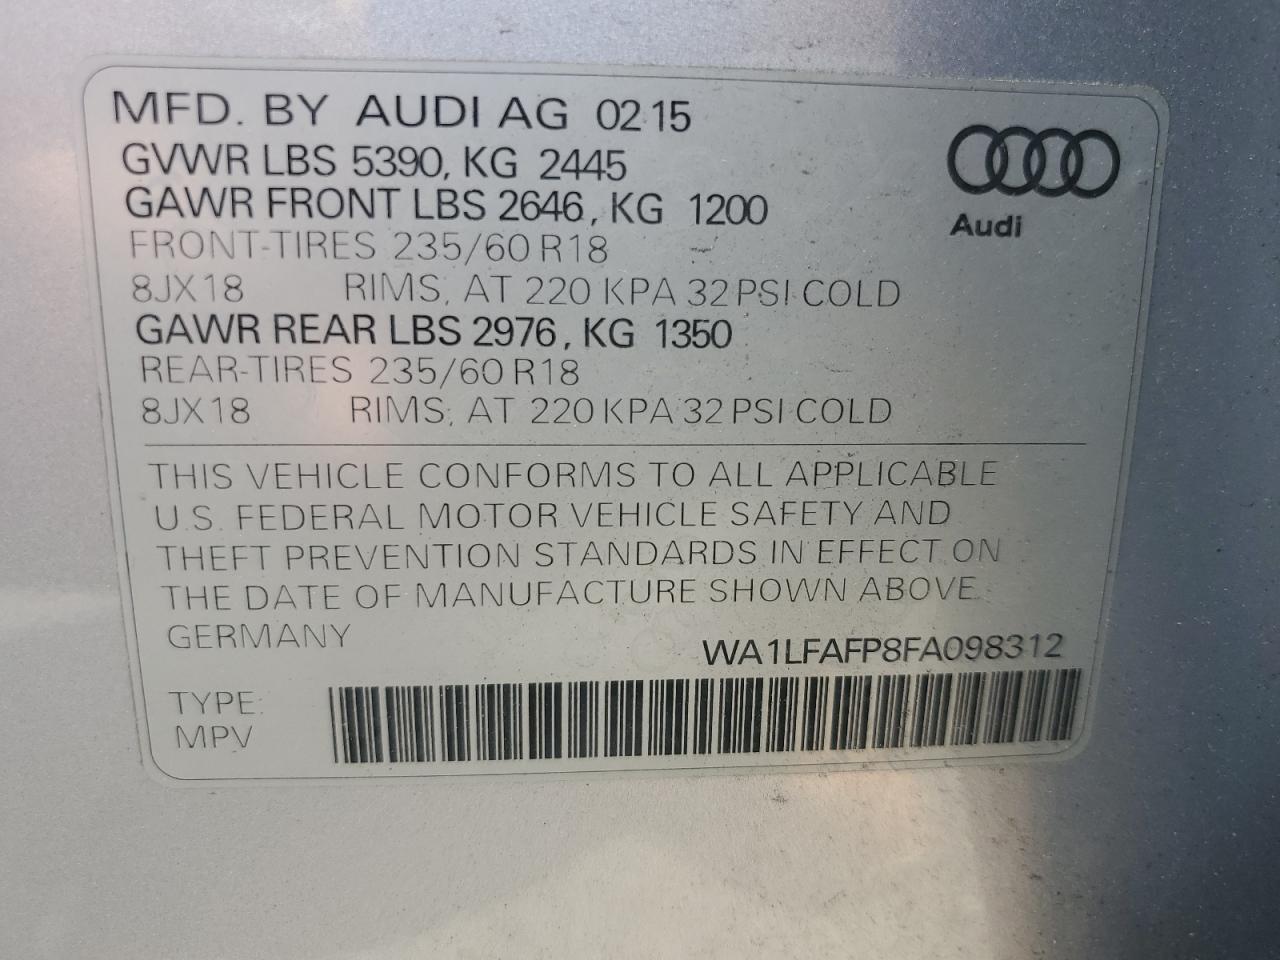 MFD. BY AUDI AG 02 15
GVWR LBS 5390, KG 2445
GAWR FRONT LBS 2646, KG 1200
FRONT-TIRES 235/60 R18
8JX18 RIMS, AT 220 KPA 32 PSI COLD
GAWR REAR LBS 2976, KG 1350
REAR-TIRES 235/60 R18
8JX18 RIMS, AT 220 KPA 32 PSI COLD
Audi
THIS VEHICLE CONFORMS TO ALL APPLICABLE
U.S. FEDERAL MOTOR VEHICLE SAFETY AND
THEFT PREVENTION STANDARDS IN EFFECT ON
THE DATE OF MANUFACTURE SHOWN ABOVE
GERMANY
WA1LFAFP8FA098312
TYPE:
MPV